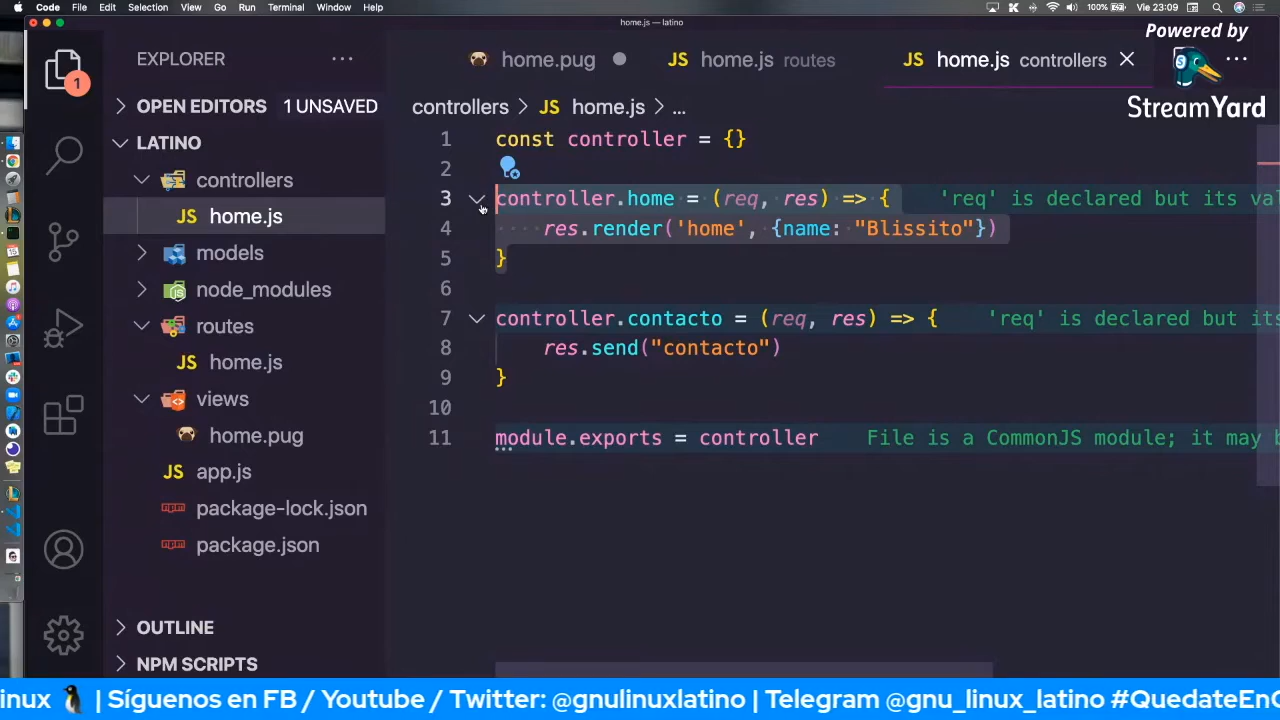 Code File Edit Selection View Go Run Terminal Window Help 100% Vie 23:09
home.js — latino
Powered by
StreamYard
EXPLORER
home.pug
JS home.js routes
JS home.js controllers
1
OPEN EDITORS 1 UNSAVED
controllers JS home.js ...
LATINO
controllers
JS home.js
models
node_modules
routes
JS home.js
views
home.pug
JS app.js
package-lock.json
package.json
OUTLINE
NPM SCRIPTS
1 const controller = {}
2
3 controller.home = (req, res) => { 'req' is declared but its va
4 res.render('home', {name: "Blissito"})
5 }
6
7 controller.contacto = (req, res) => { 'req' is declared but its
8 res.send("contacto")
9 }
10
11 module.exports = controller File is a CommonJS module; it may b
inux 🐧 | Síguenos en FB / Youtube / Twitter: @gnulinuxlatino | Telegram @gnu_linux_latino #QuedateEnC